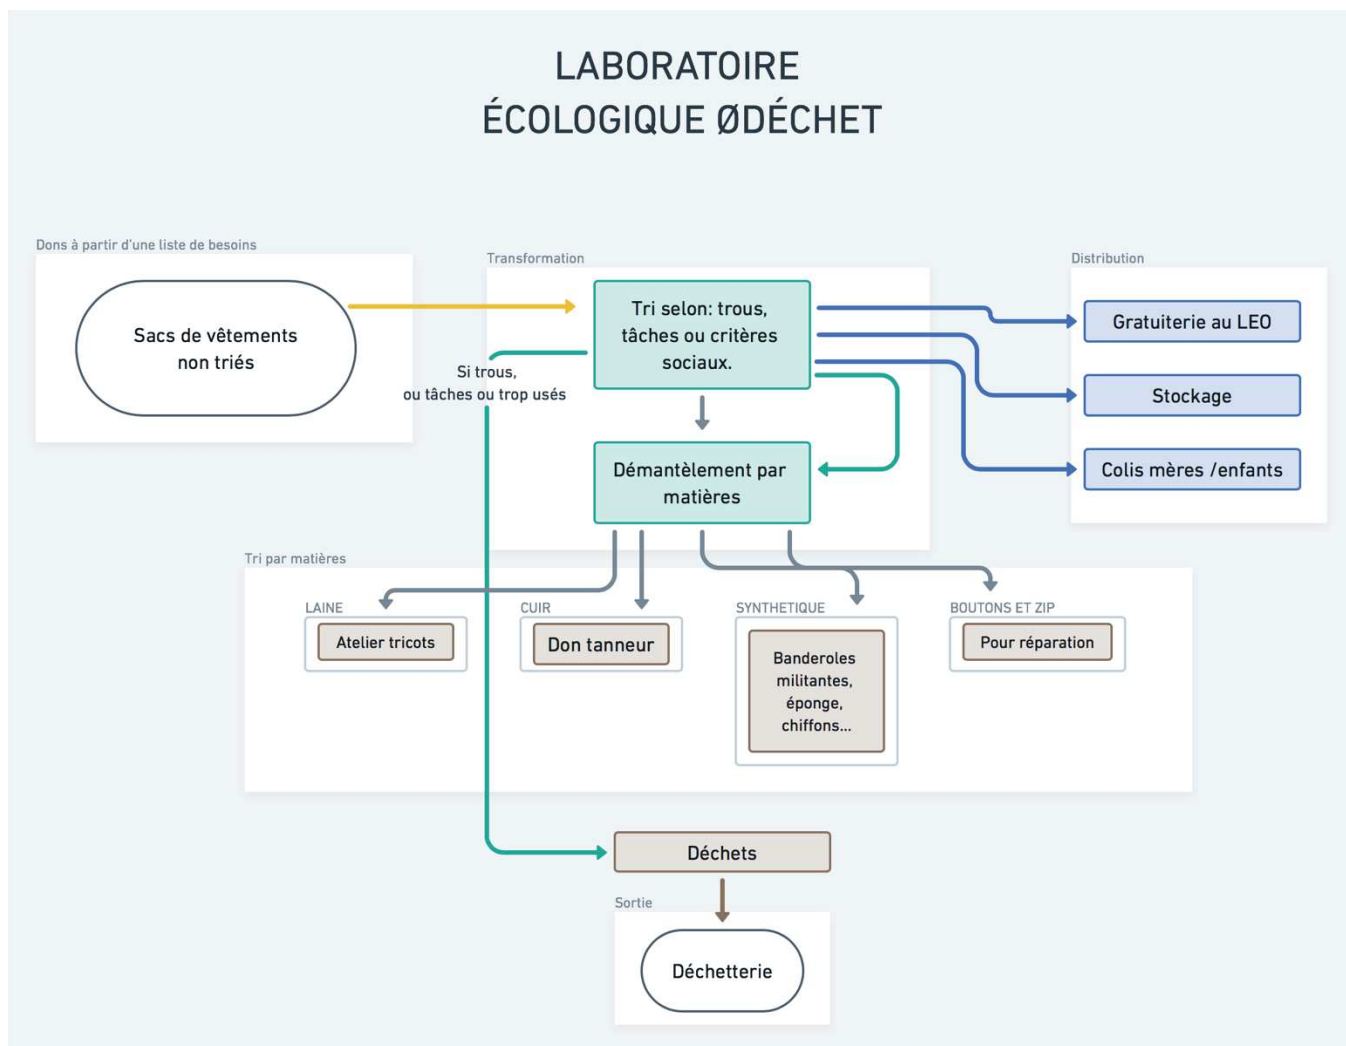 LABORATOIRE
ÉCOLOGIQUE ØDÉCHET
Dons à partir d'une liste de besoins
Sacs de vêtements
non triés
Transformation
Tri selon: trous,
tâches ou critères
sociaux.
Si trous,
ou tâches ou trop usés
Démantèlement par
matières
Distribution
Gratuiterie au LEO
Stockage
Colis mères /enfants
Tri par matières
LAINE
Atelier tricots
CUIR
Don tanneur
SYNTHETIQUE
Banderoles
militantes,
éponge,
chiffons...
BOUTONS ET ZIP
Pour réparation
Déchets
Sortie
Déchetterie